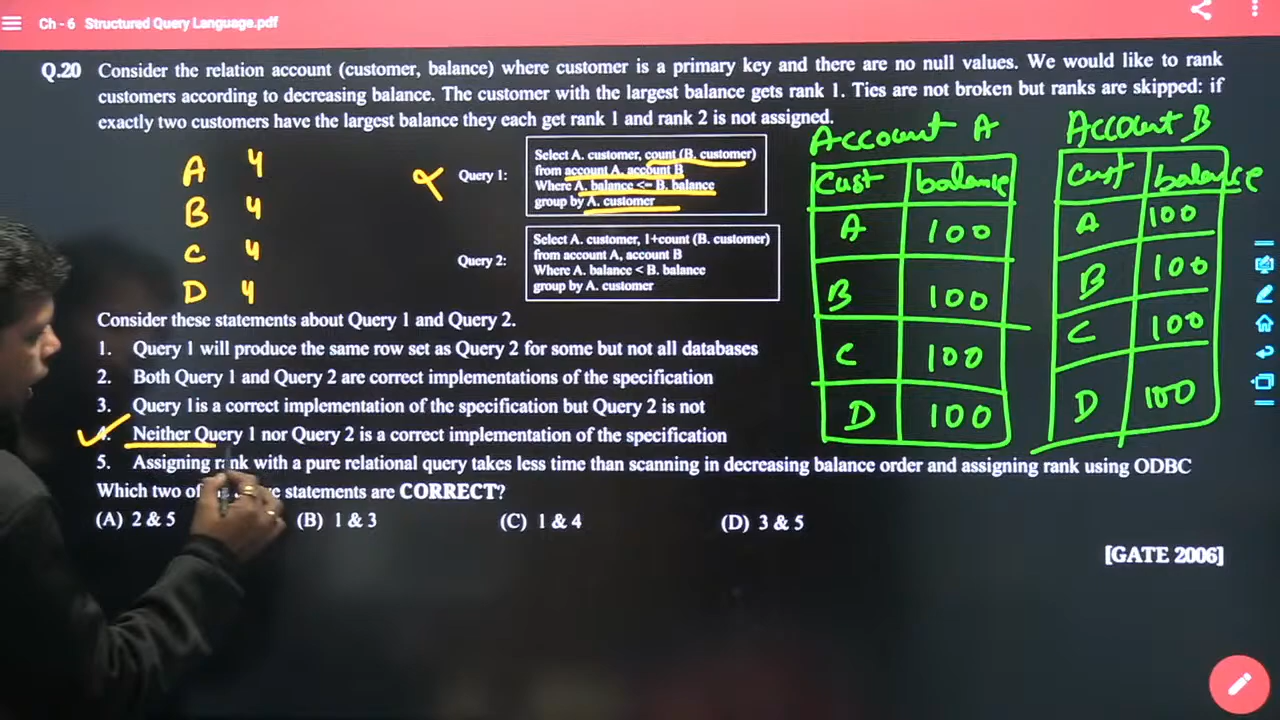 Ch - 6 Structured Query Language.pdf
Q.20 Consider the relation account (customer, balance) where customer is a primary key and there are no null values. We would like to rank
customers according to decreasing balance. The customer with the largest balance gets rank 1. Ties are not broken but ranks are skipped: if
exactly two customers have the largest balance they each get rank 1 and rank 2 is not assigned.
A 4
B 4
C 4
D 4
Query 1:
Select A. customer, count (B. customer)
from account A, account B
Where A. balance <= B. balance
group by A. customer
Query 2:
Select A. customer, 1+count (B. customer)
from account A, account B
Where A. balance < B. balance
group by A. customer
Account A
Cust balance
A 100
B 100
C 100
D 100
Account B
Cust balance
A 100
B 100
C 100
D 100
Consider these statements about Query 1 and Query 2.
1. Query 1 will produce the same row set as Query 2 for some but not all databases
2. Both Query 1 and Query 2 are correct implementations of the specification
3. Query 1is a correct implementation of the specification but Query 2 is not
4. Neither Query 1 nor Query 2 is a correct implementation of the specification
5. Assigning rank with a pure relational query takes less time than scanning in decreasing balance order and assigning rank using ODBC
Which two of statements are CORRECT?
(A) 2 & 5 (B) 1 & 3 (C) 1 & 4 (D) 3 & 5
[GATE 2006]